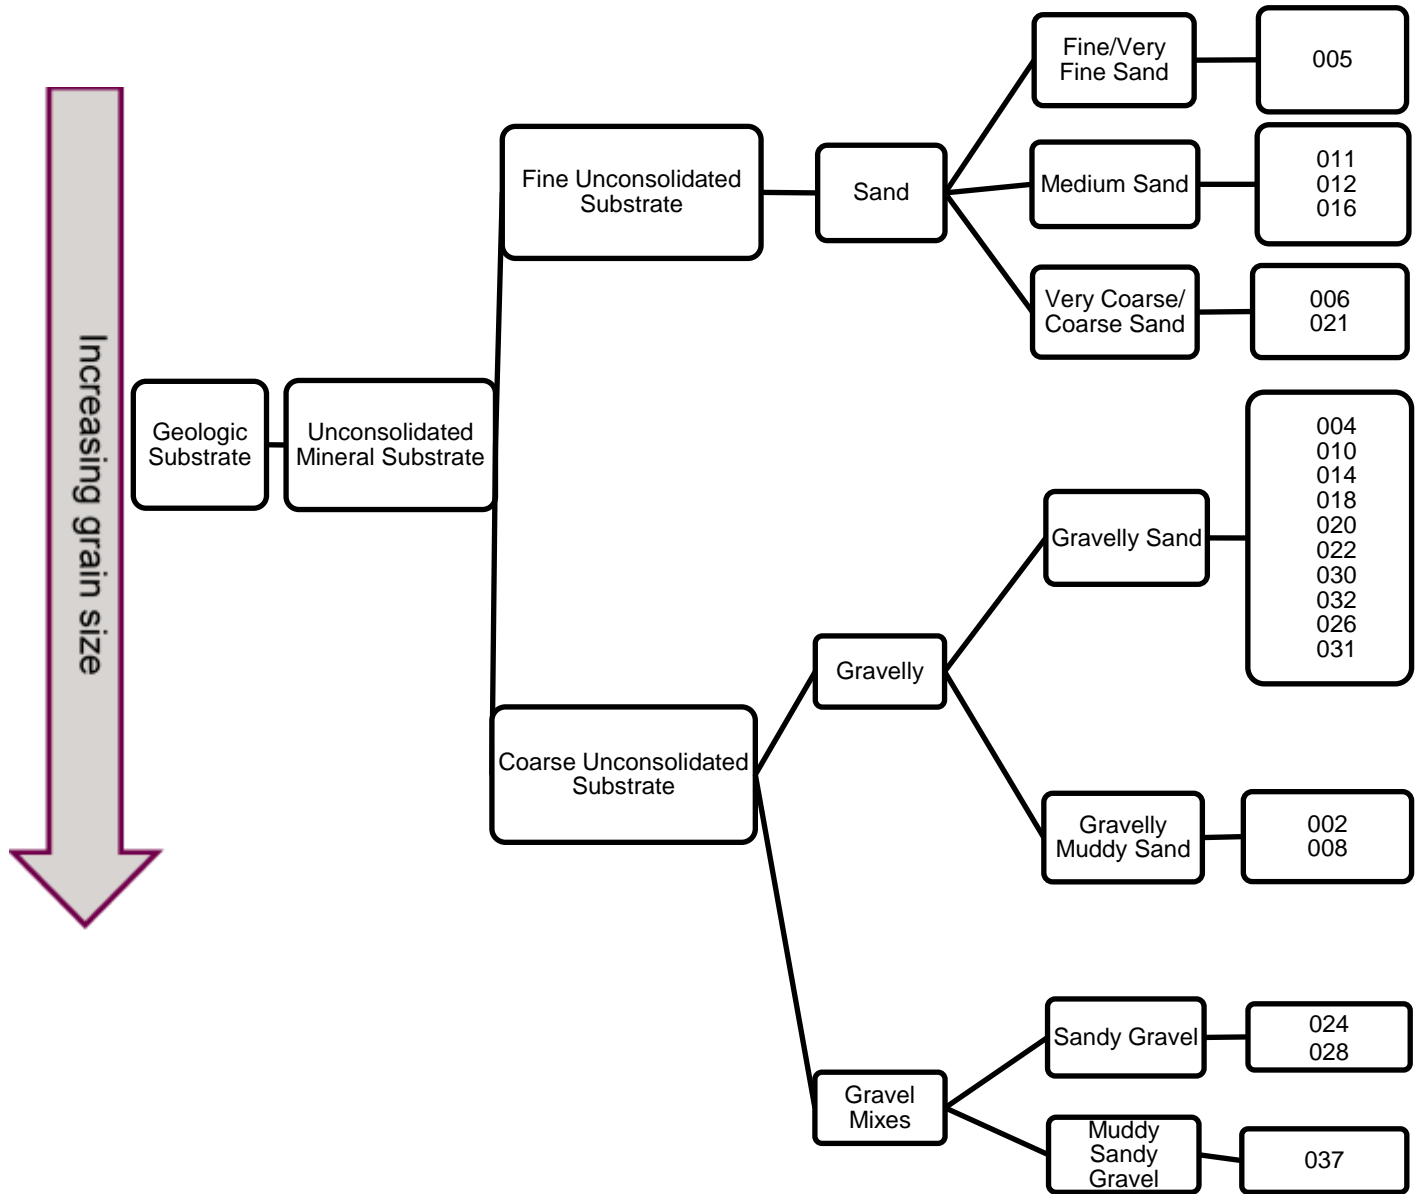 Increasing grain size
Geologic
Substrate
Unconsolidated
Mineral Substrate
Fine Unconsolidated
Substrate
Sand
Fine/Very
Fine Sand
005
Medium Sand
011
012
016
Very Coarse/
Coarse Sand
006
021
Coarse Unconsolidated
Substrate
Gravelly
Gravelly Sand
004
010
014
018
020
022
030
032
026
031
Gravelly
Muddy Sand
002
008
Gravel
Mixes
Sandy Gravel
024
028
Muddy
Sandy
Gravel
037